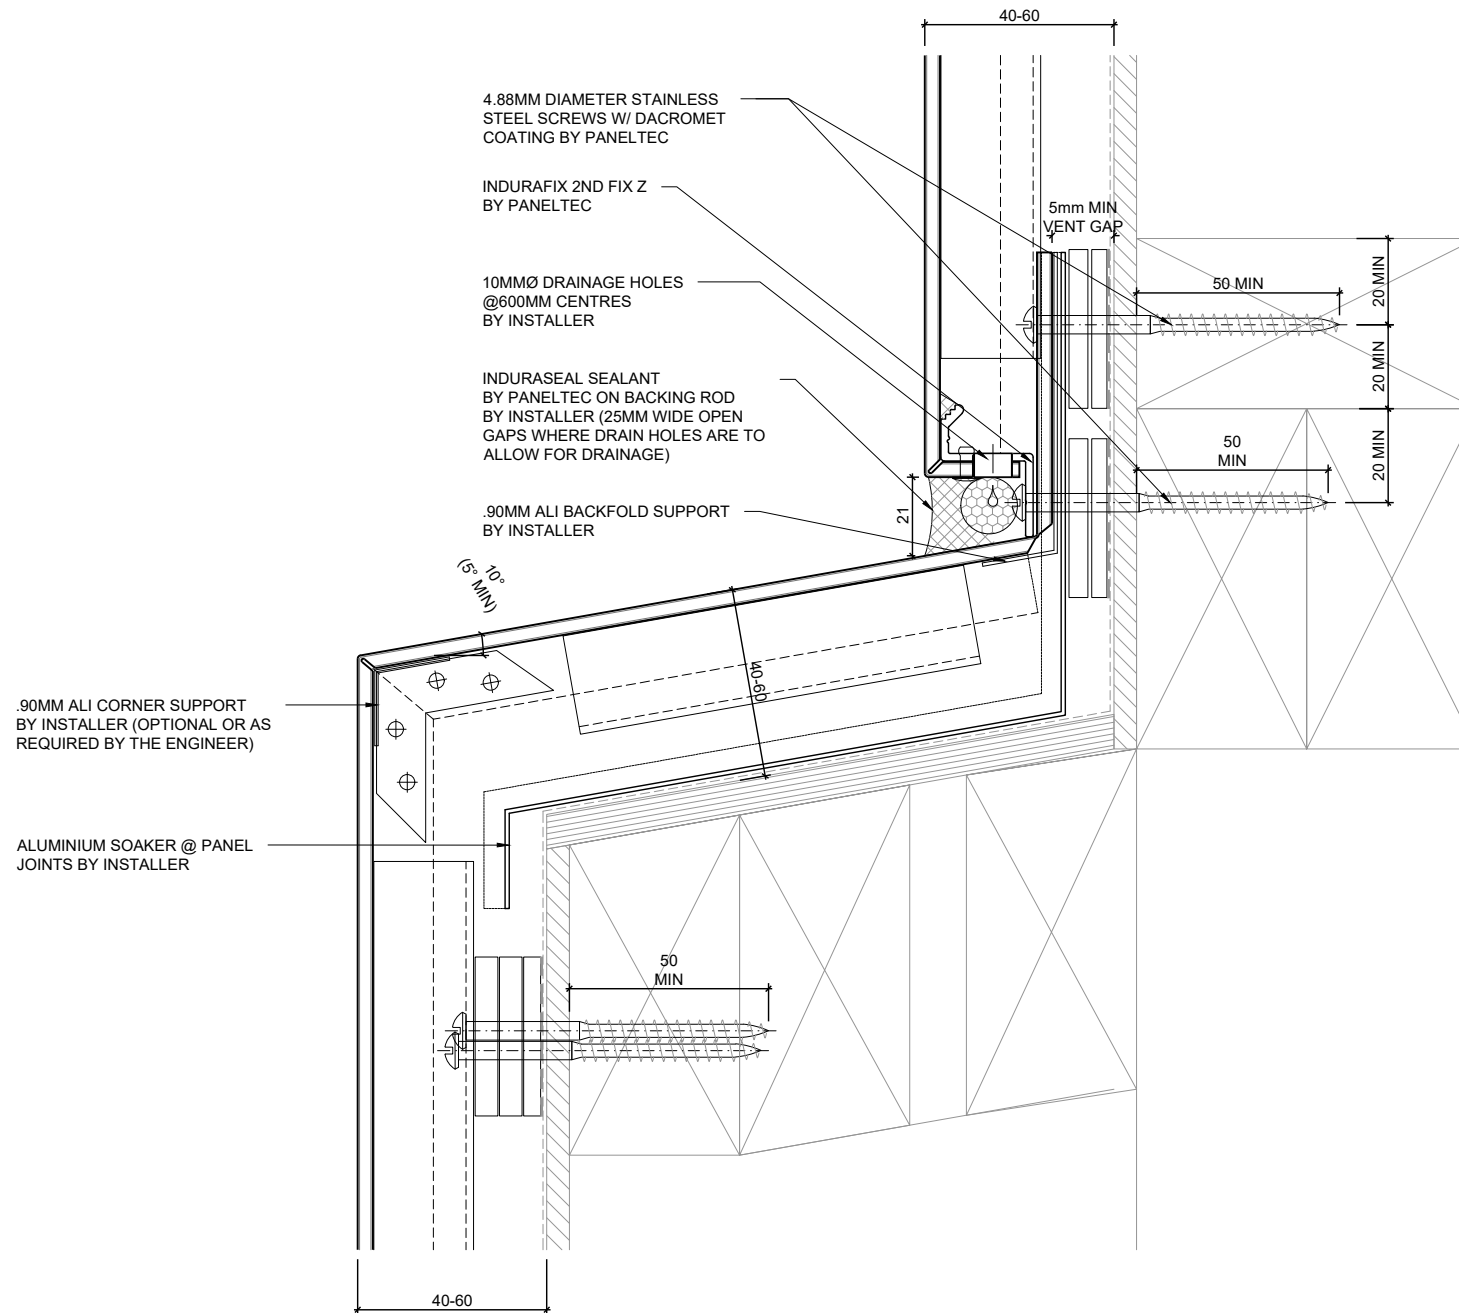 40-60
4.88MM DIAMETER STAINLESS
STEEL SCREWS W/ DACROMET
COATING BY PANELTEC
INDURAFIX 2ND FIX Z
BY PANELTEC
5mm MIN
VENT GAP
10MMØ DRAINAGE HOLES
@600MM CENTRES
BY INSTALLER
50 MIN
20 MIN
20 MIN
INDURASEAL SEALANT
BY PANELTEC ON BACKING ROD
BY INSTALLER (25MM WIDE OPEN
GAPS WHERE DRAIN HOLES ARE TO
ALLOW FOR DRAINAGE)
50
MIN
20 MIN
.90MM ALI BACKFOLD SUPPORT
BY INSTALLER
21
10°
(5° MIN)
40-60
.90MM ALI CORNER SUPPORT
BY INSTALLER (OPTIONAL OR AS
REQUIRED BY THE ENGINEER)
ALUMINIUM SOAKER @ PANEL
JOINTS BY INSTALLER
50
MIN
40-60